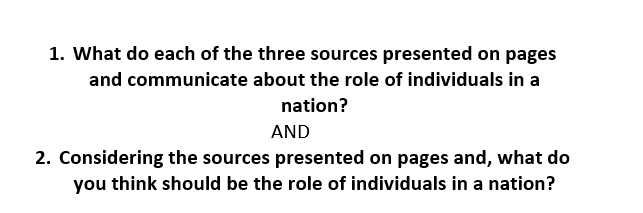 1. What do each of the three sources presented on pages
and communicate about the role of individuals in a
nation?
AND
2. Considering the sources presented on pages and, what do
you think should be the role of individuals in a nation?